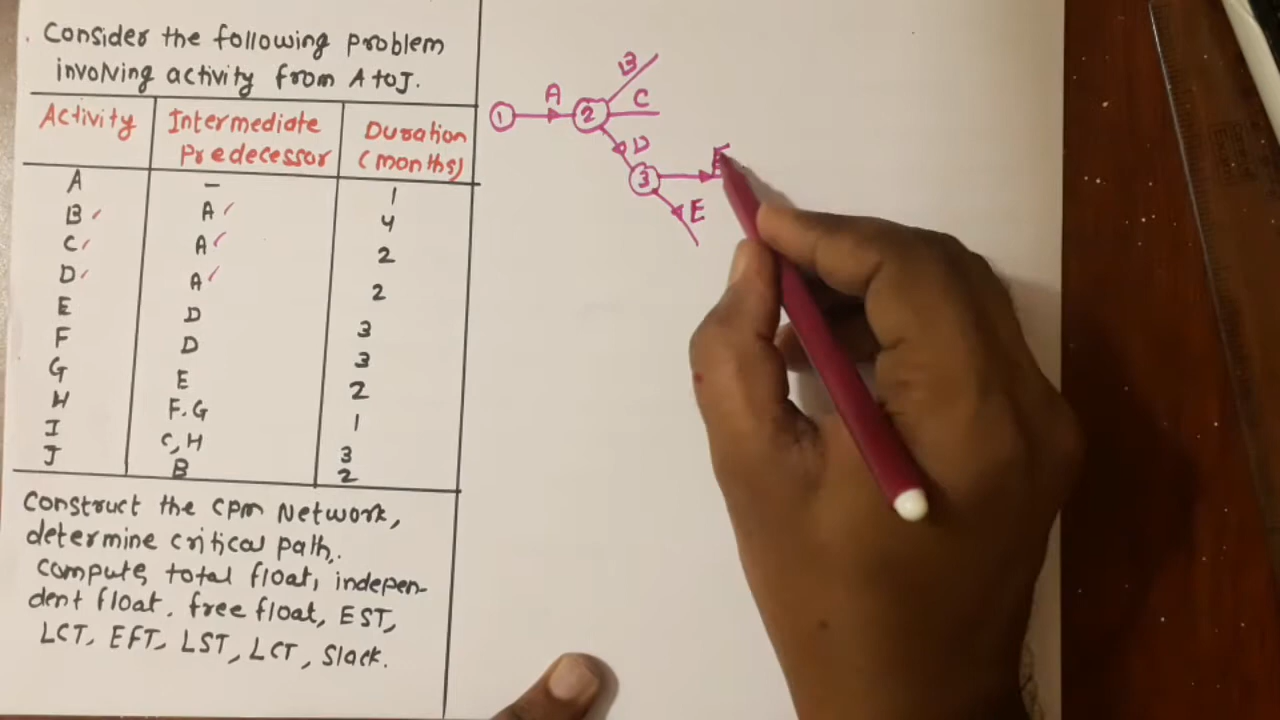 Consider the following problem
involving activity from A to J.
Activity Intermediate Predecessor Duration (months)
A – 1
B A 4
C A 2
D A 2
E D 3
F D 3
G E 2
H F.G 1
I C,H 3
J B 2
Construct the cpm Network,
determine critical path,.
compute, total float, indepen-
dent float. free float, EST,
LCT, EFT, LST, LCT, Slack.
1 A 2 B
C
D
3
E